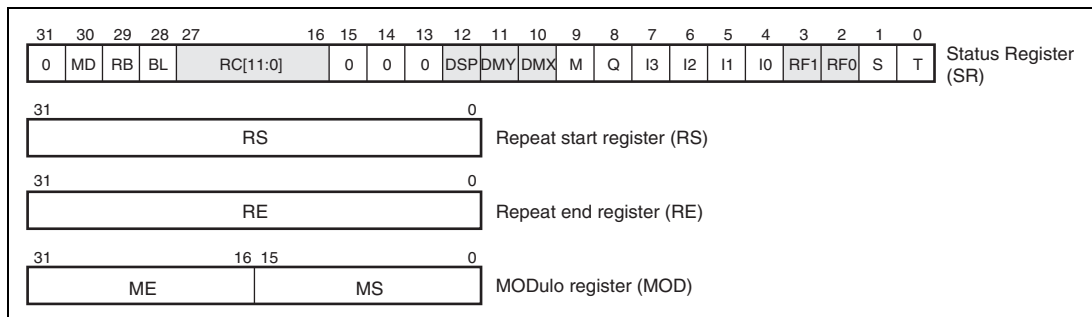 31 30 29 28 27 16 15 14 13 12 11 10 9 8 7 6 5 4 3 2 1 0
0 MD RB BL RC[11:0] 0 0 0 DSP DMY DMX M Q I3 I2 I1 I0 RF1 RF0 S T Status Register
(SR)
31 0
RS Repeat start register (RS)
31 0
RE Repeat end register (RE)
31 16 15 0
ME MS MODulo register (MOD)